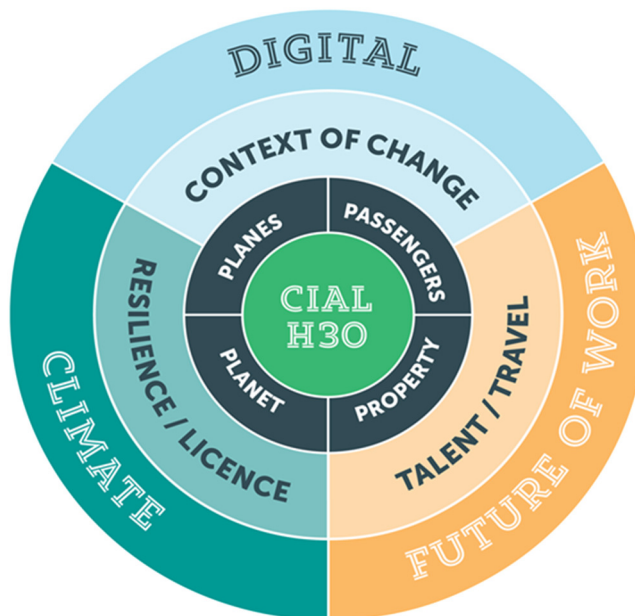 DIGITAL
CONTEXT OF CHANGE
PLANES
PASSENGERS
CIAL
H30
PLANET
PROPERTY
RESILIENCE / LICENCE
TALENT / TRAVEL
CLIMATE
FUTURE OF WORK